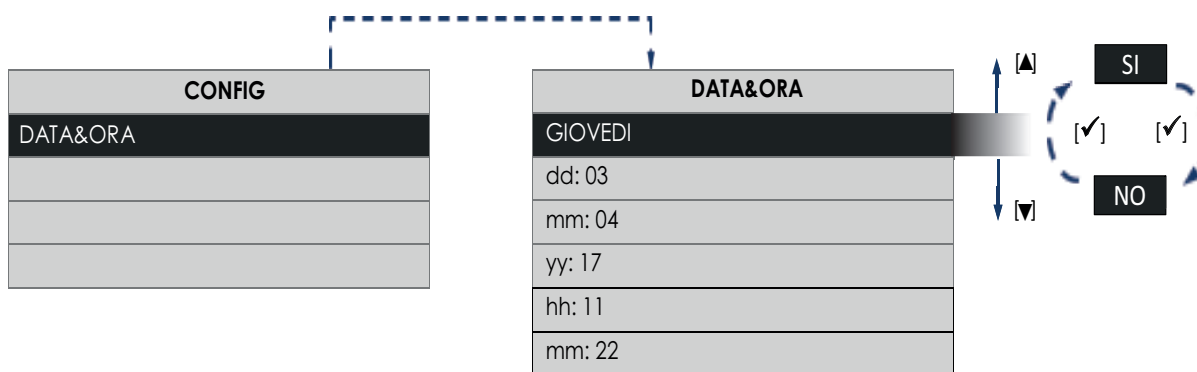 CONFIG
DATA&ORA
DATA&ORA
GIOVEDI
dd: 03
mm: 04
yy: 17
hh: 11
mm: 22
[▲]
[▼]
SI
[✓] [✓]
NO